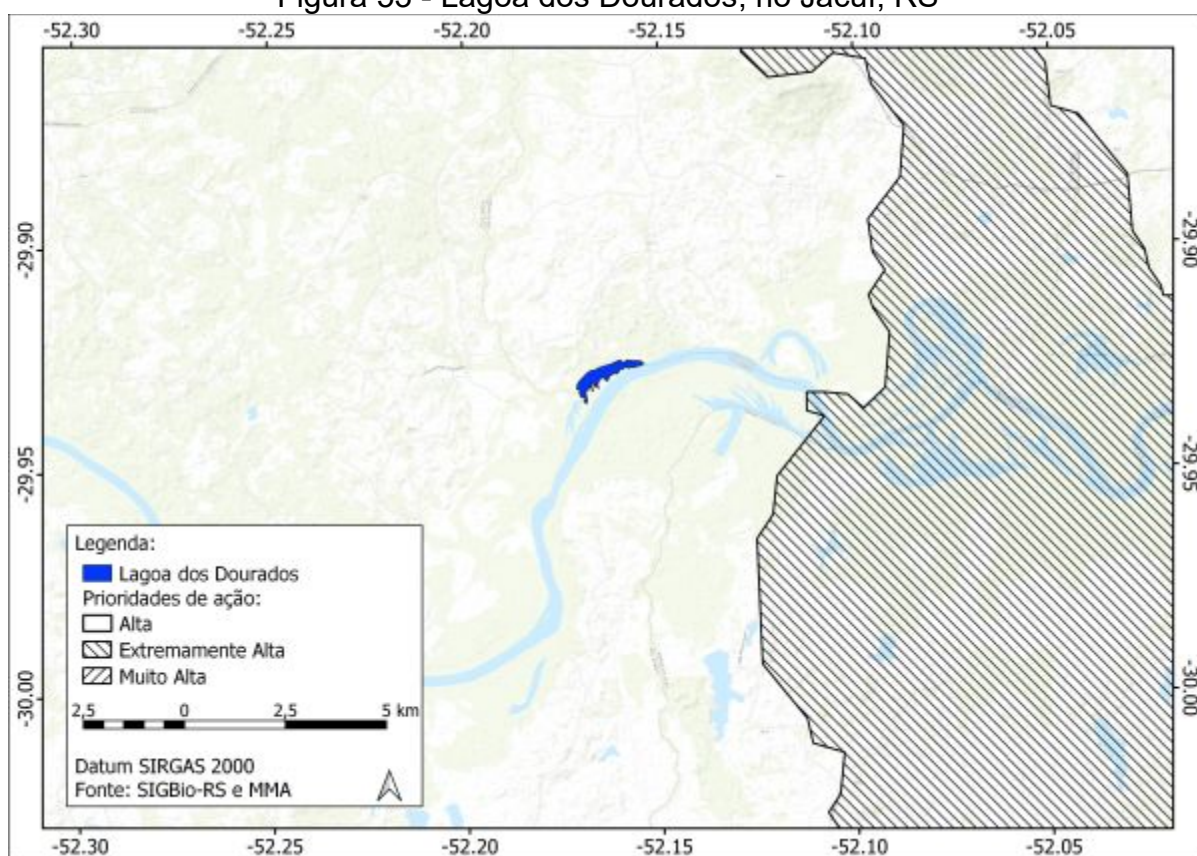 Figura 53 - Lagoa dos Dourados, rio Jacuí, RS
-52.30 -52.25 -52.20 -52.15 -52.10 -52.05
-29.90
-29.95
-30.00
-29.90
-29.95
-30.00
Legenda:
Lagoa dos Dourados
Prioridades de ação:
Alta
Extremamente Alta
Muito Alta
2,5 0 2,5 5 km
Datum SIRGAS 2000
Fonte: SIGBio-RS e MMA
-52.30 -52.25 -52.20 -52.15 -52.10 -52.05